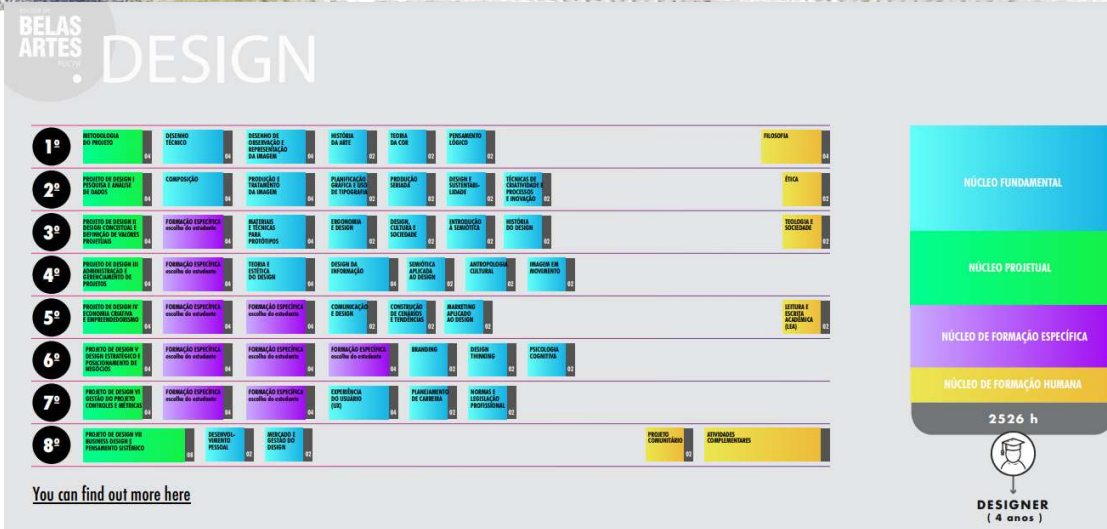 ESCOLA DE
BELAS
ARTES
PUCPR
DESIGN
1º
METODOLOGIA
DO PROJETO
04
DESENHO
TÉCNICO
04
DESENHO DE
OBSERVAÇÃO E
REPRESENTAÇÃO
DA IMAGEM
04
HISTÓRIA
DA ARTE
02
TEORIA
DA COR
02
PENSAMENTO
LÓGICO
02
FILOSOFIA
04
2º
PROJETO DE DESIGN I
PESQUISA E ANÁLISE
DE DADOS
04
COMPOSIÇÃO
04
PRODUÇÃO E
TRATAMENTO
DA IMAGEM
04
PLANIFICAÇÃO
GRÁFICA E USO
DE TIPOGRAFIA
02
PRODUÇÃO
SERIADA
02
DESIGN E
SUSTENTABI-
LIDADE
02
TÉCNICAS DE
CRIATIVIDADE E
PROCESSOS
E INOVAÇÃO
02
ÉTICA
02
3º
PROJETO DE DESIGN II
DESIGN CONCEITUAL E
DEFINIÇÃO DE VALORES
PROJETUAIS
04
FORMAÇÃO ESPECÍFICA
escolha do estudante
04
MATERIAIS
E TÉCNICAS
PARA
PROTÓTIPOS
04
ERGONOMIA
E DESIGN
02
DESIGN,
CULTURA E
SOCIEDADE
02
INTRODUÇÃO
À SEMIÓTICA
02
HISTÓRIA
DO DESIGN
02
TEOLOGIA E
SOCIEDADE
02
4º
PROJETO DE DESIGN III
ADMINISTRAÇÃO E
GERENCIAMENTO DE
PROJETOS
04
FORMAÇÃO ESPECÍFICA
escolha do estudante
04
TEORIA E
ESTÉTICA
DO DESIGN
04
DESIGN DA
INFORMAÇÃO
04
SEMIÓTICA
APLICADA
AO DESIGN
02
ANTROPOLOGIA
CULTURAL
02
IMAGEM EM
MOVIMENTO
02
5º
PROJETO DE DESIGN IV
ECONOMIA CRIATIVA
E EMPREENDEDORISMO
04
FORMAÇÃO ESPECÍFICA
escolha do estudante
04
FORMAÇÃO ESPECÍFICA
escolha do estudante
04
COMUNICAÇÃO
E DESIGN
02
CONSTRUÇÃO
DE CENÁRIOS
E TENDÊNCIAS
02
MARKETING
APLICADO
AO DESIGN
02
LEITURA E
ESCRITA
ACADÊMICA
(LEA)
02
6º
PROJETO DE DESIGN V
DESIGN ESTRATÉGICO E
POSICIONAMENTO DE
NEGÓCIOS
04
FORMAÇÃO ESPECÍFICA
escolha do estudante
04
FORMAÇÃO ESPECÍFICA
escolha do estudante
04
FORMAÇÃO ESPECÍFICA
escolha do estudante
04
BRANDING
02
DESIGN
THINKING
02
PSICOLOGIA
COGNITIVA
02
7º
PROJETO DE DESIGN VI
GESTÃO DO PROJETO
CONTROLES E MÉTRICAS
04
FORMAÇÃO ESPECÍFICA
escolha do estudante
04
FORMAÇÃO ESPECÍFICA
escolha do estudante
04
EXPERIÊNCIA
DO USUÁRIO
(UX)
04
PLANEJAMENTO
DE CARREIRA
02
NORMAS E
LEGISLAÇÃO
PROFISSIONAL
02
8º
PROJETO DE DESIGN VII
BUSINESS DESIGN E
PENSAMENTO SISTÊMICO
08
DESENVOL-
VIMENTO
PESSOAL
02
MERCADO E
GESTÃO DO
DESIGN
02
PROJETO
COMUNITÁRIO
02
ATIVIDADES
COMPLEMENTARES
NÚCLEO FUNDAMENTAL
NÚCLEO PROJETUAL
NÚCLEO DE FORMAÇÃO ESPECÍFICA
NÚCLEO DE FORMAÇÃO HUMANA
2526 h
DESIGNER
( 4 anos )
You can find out more here